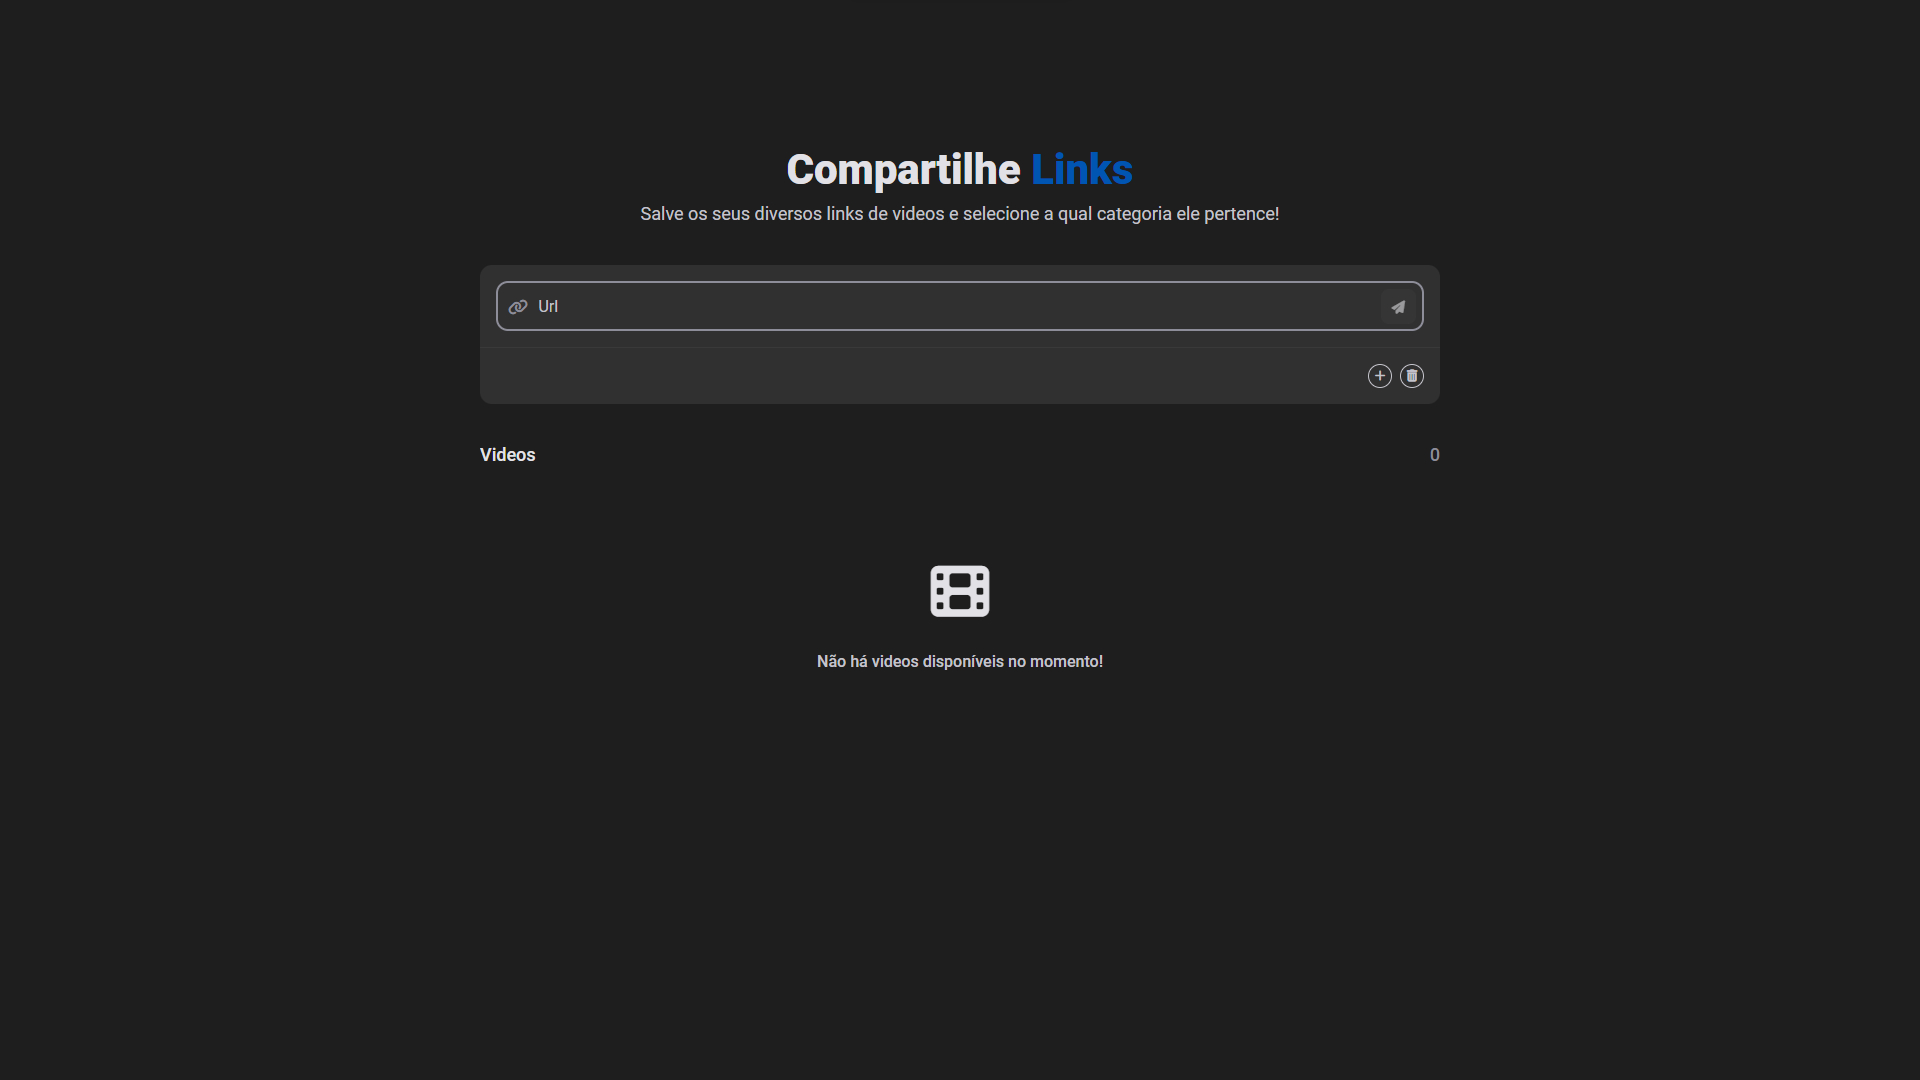 Compartilhe Links
Salve os seus diversos links de videos e selecione a qual categoria ele pertence!
Url
Videos 0
Não há videos disponíveis no momento!